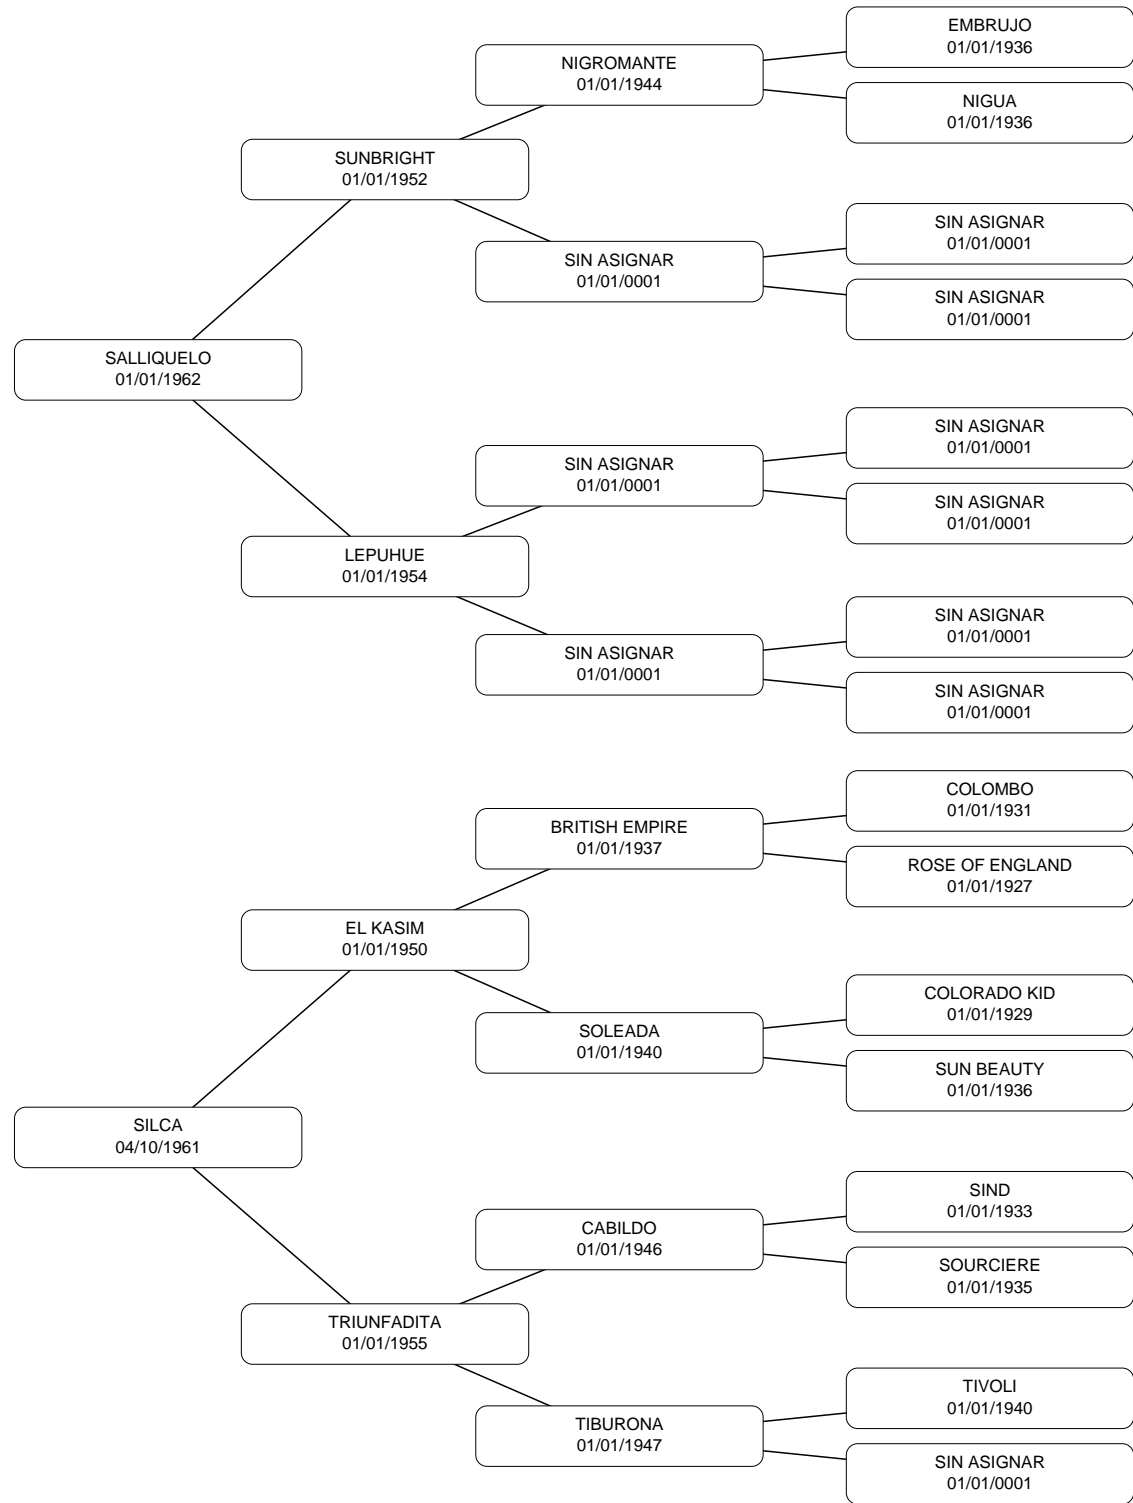 EMBRUJO
01/01/1936
NIGROMANTE
01/01/1944
NIGUA
01/01/1936
SUNBRIGHT
01/01/1952
SIN ASIGNAR
01/01/0001
SIN ASIGNAR
01/01/0001
SIN ASIGNAR
01/01/0001
SALLIQUELO
01/01/1962
SIN ASIGNAR
01/01/0001
SIN ASIGNAR
01/01/0001
SIN ASIGNAR
01/01/0001
LEPUHUE
01/01/1954
SIN ASIGNAR
01/01/0001
SIN ASIGNAR
01/01/0001
SIN ASIGNAR
01/01/0001
COLOMBO
01/01/1931
BRITISH EMPIRE
01/01/1937
ROSE OF ENGLAND
01/01/1927
EL KASIM
01/01/1950
COLORADO KID
01/01/1929
SOLEADA
01/01/1940
SUN BEAUTY
01/01/1936
SILCA
04/10/1961
SIND
01/01/1933
CABILDO
01/01/1946
SOURCIERE
01/01/1935
TRIUNFADITA
01/01/1955
TIVOLI
01/01/1940
TIBURONA
01/01/1947
SIN ASIGNAR
01/01/0001